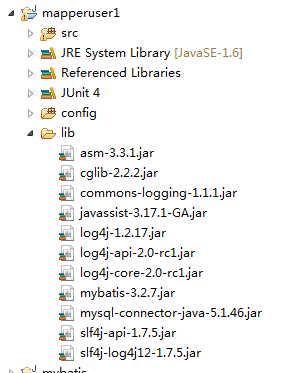 mapperuser1
src
JRE System Library [JavaSE-1.6]
Referenced Libraries
JUnit 4
config
lib
asm-3.3.1.jar
cglib-2.2.2.jar
commons-logging-1.1.1.jar
javassist-3.17.1-GA.jar
log4j-1.2.17.jar
log4j-api-2.0-rc1.jar
log4j-core-2.0-rc1.jar
mybatis-3.2.7.jar
mysql-connector-java-5.1.46.jar
slf4j-api-1.7.5.jar
slf4j-log4j12-1.7.5.jar
mybatis